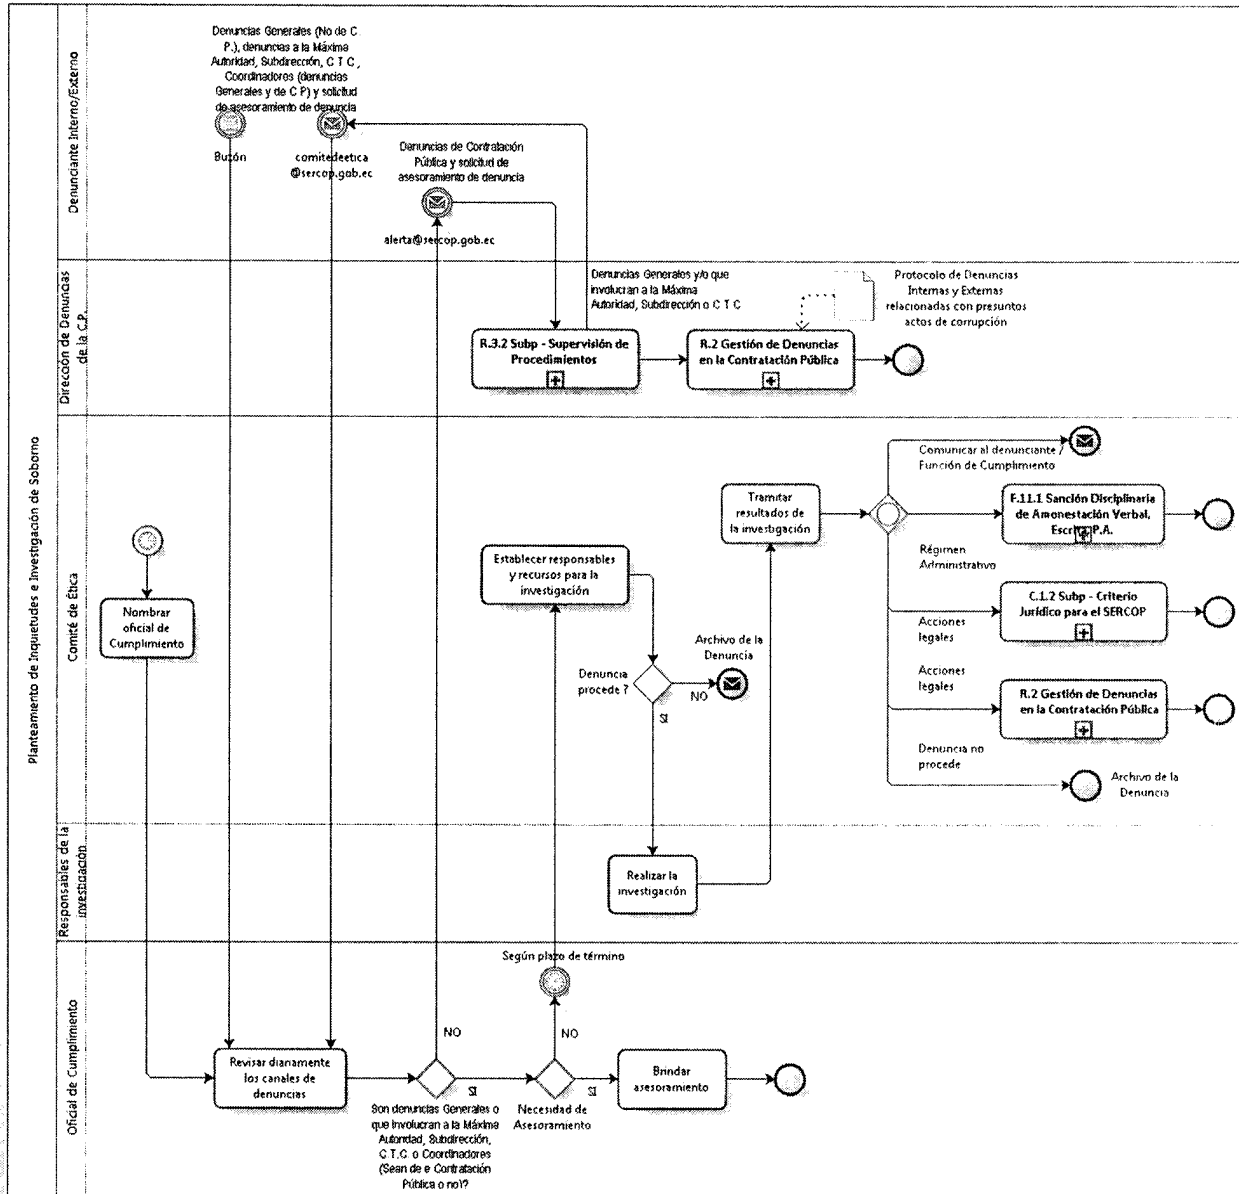 Planteamiento de Inquietudes e Investigación de Soborno
Denunciante Interno/Externo
Denuncias Generales (No de C.
P.), denuncias a la Máxima
Autoridad, Subdirección, C T C,
Coordinadores (denuncias
Generales y de C P) y solicitud
de asesoramiento de denuncia
Buzón
comitedeetica
@sercop.gob.ec
Denuncias de Contratación
Pública y solicitud de
asesoramiento de denuncia
alerta@sercop.gob.ec
Dirección de Denuncias
de la C.P.
Denuncias Generales y/o que
involucran a la Máxima
Autoridad, Subdirección o C T C
Protocolo de Denuncias
Internas y Externas
relacionadas con presuntos
actos de corrupción
R.3.2 Subp - Supervisión de
Procedimientos
R.2 Gestión de Denuncias
en la Contratación Pública
Comité de Ética
Nombrar
oficial de
Cumplimiento
Establecer responsables
y recursos para la
investigación
Denuncia
procede ?
NO
SI
Archivo de la
Denuncia
Tramitar
resultados de
la investigación
Comunicar al denunciante /
Función de Cumplimiento
F.11.1 Sanción Disciplinaria
de Amonestación Verbal,
Escrita, P.A.
Régimen
Administrativo
C.1.2 Subp - Criterio
Jurídico para el SERCOP
Acciones
legales
Acciones
legales
R.2 Gestión de Denuncias
en la Contratación Pública
Denuncia no
procede
Archivo de la
Denuncia
Responsables de la
investigación
Realizar la
investigación
Oficial de Cumplimiento
Según plazo de término
NO
NO
Revisar diariamente
los canales de
denuncias
SI
SI
Brindar
asesoramiento
Son denuncias Generales o
que involucran a la Máxima
Autoridad, Subdirección,
C.T.C. o Coordinadores
(Sean de e Contratación
Pública o no)?
Necesidad de
Asesoramiento